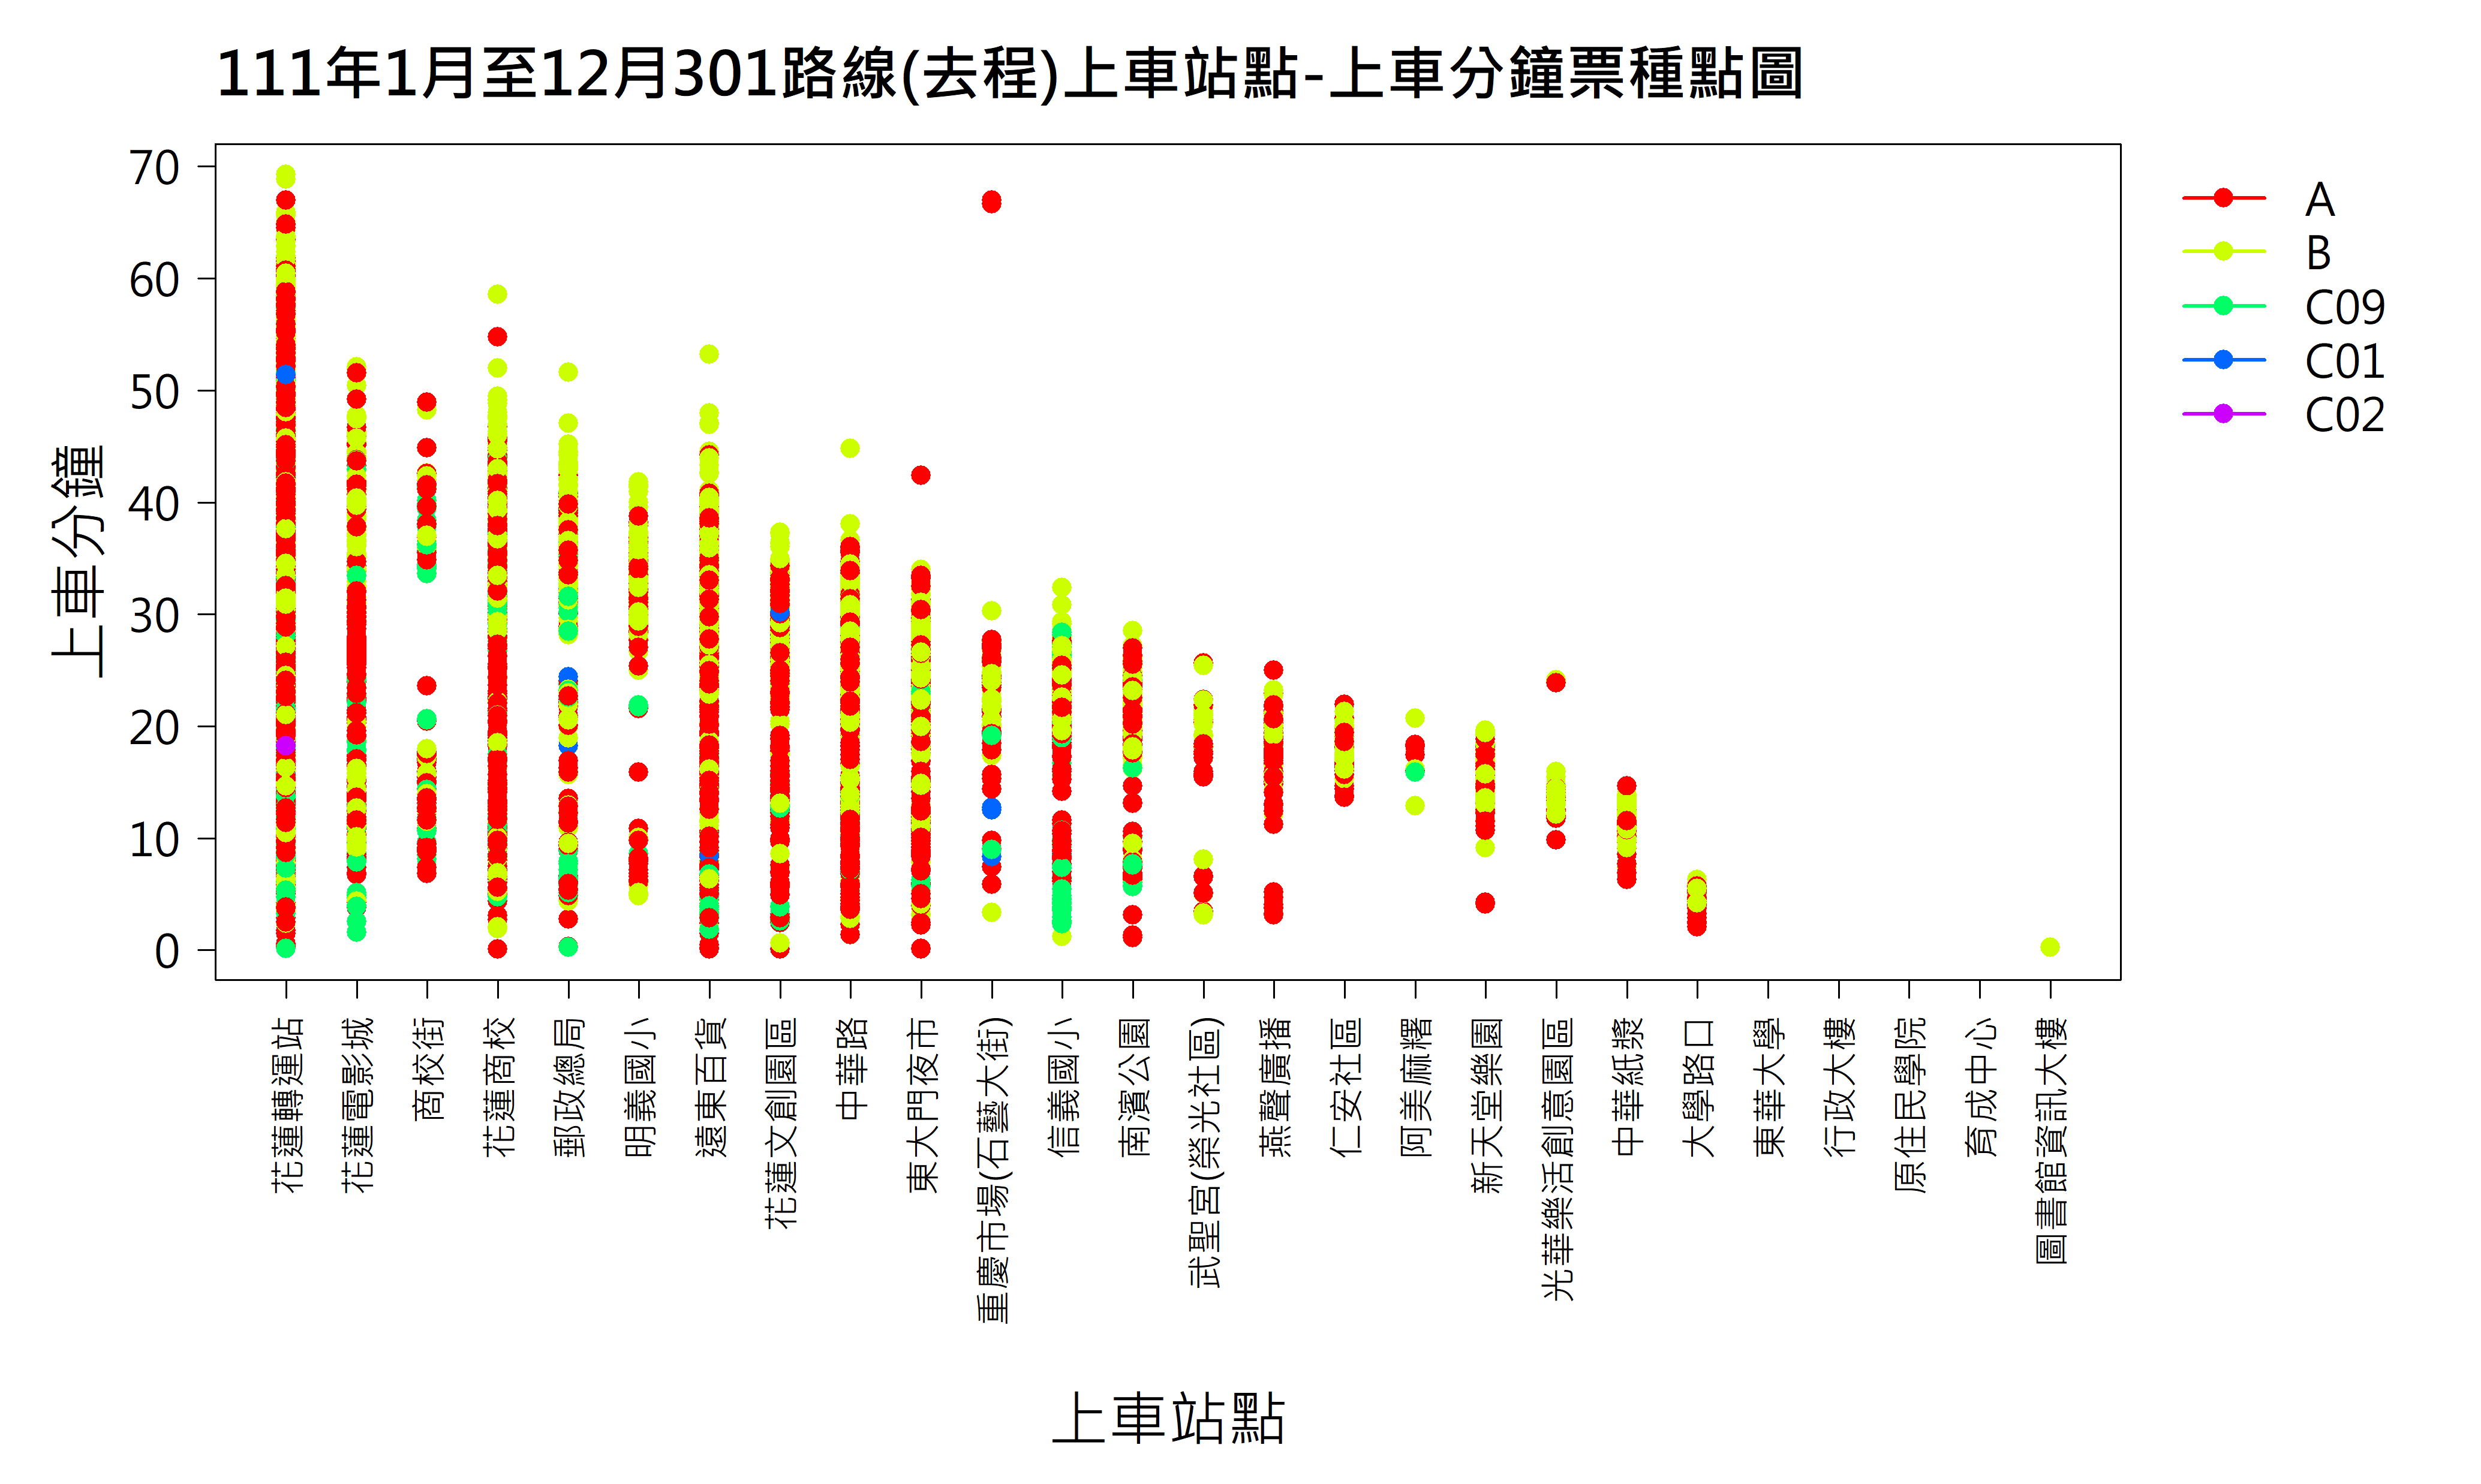 111年1月至12月301路線(去程)上車站點-上車分鐘票種點圖
上車分鐘
70
60
50
40
30
20
10
0
A
B
C09
C01
C02
花蓮轉運站
花蓮電影城
商校街
花蓮商校
郵政總局
明義國小
遠東百貨
花蓮文創園區
中華路
東大門夜市
重慶市場(石藝大街)
信義國小
南濱公園
武聖宮(榮光社區)
燕聲廣播
仁安社區
阿美麻糬
新天堂樂園
光華樂活創意園區
中華紙漿
大學路口
東華大學
行政大樓
原住民學院
育成中心
圖書館資訊大樓
上車站點